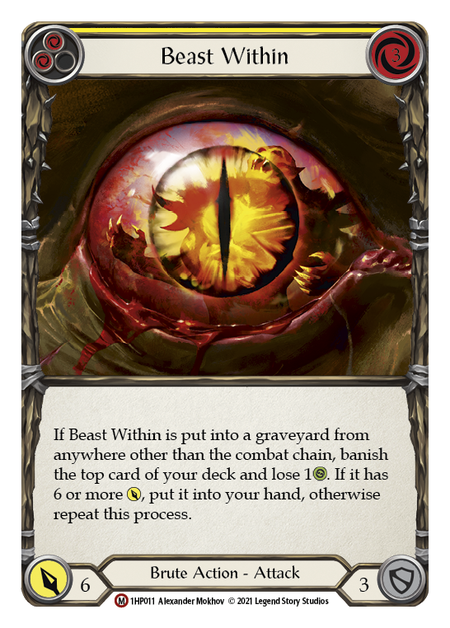 Beast Within
3
If Beast Within is put into a graveyard from
anywhere other than the combat chain, banish
the top card of your deck and lose 1. If it has
6 or more, put it into your hand, otherwise
repeat this process.
6
Brute Action - Attack
3
M 1HP011 Alexander Mokhov © 2021 Legend Story Studios